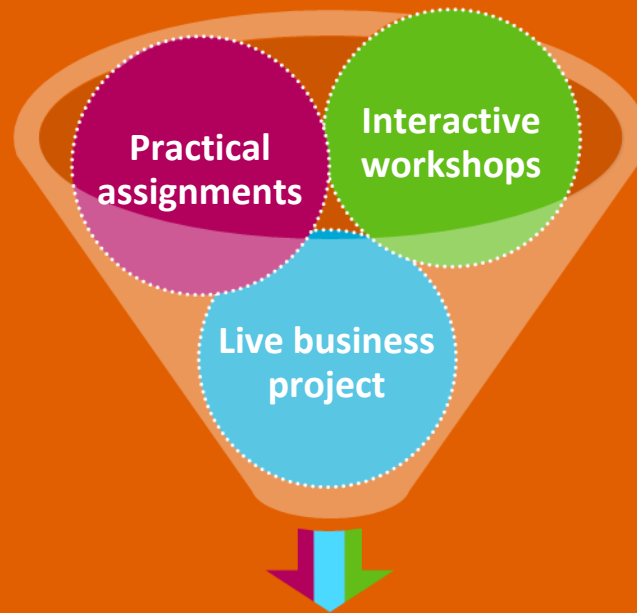 Practical
assignments
Interactive
workshops
Live business
project